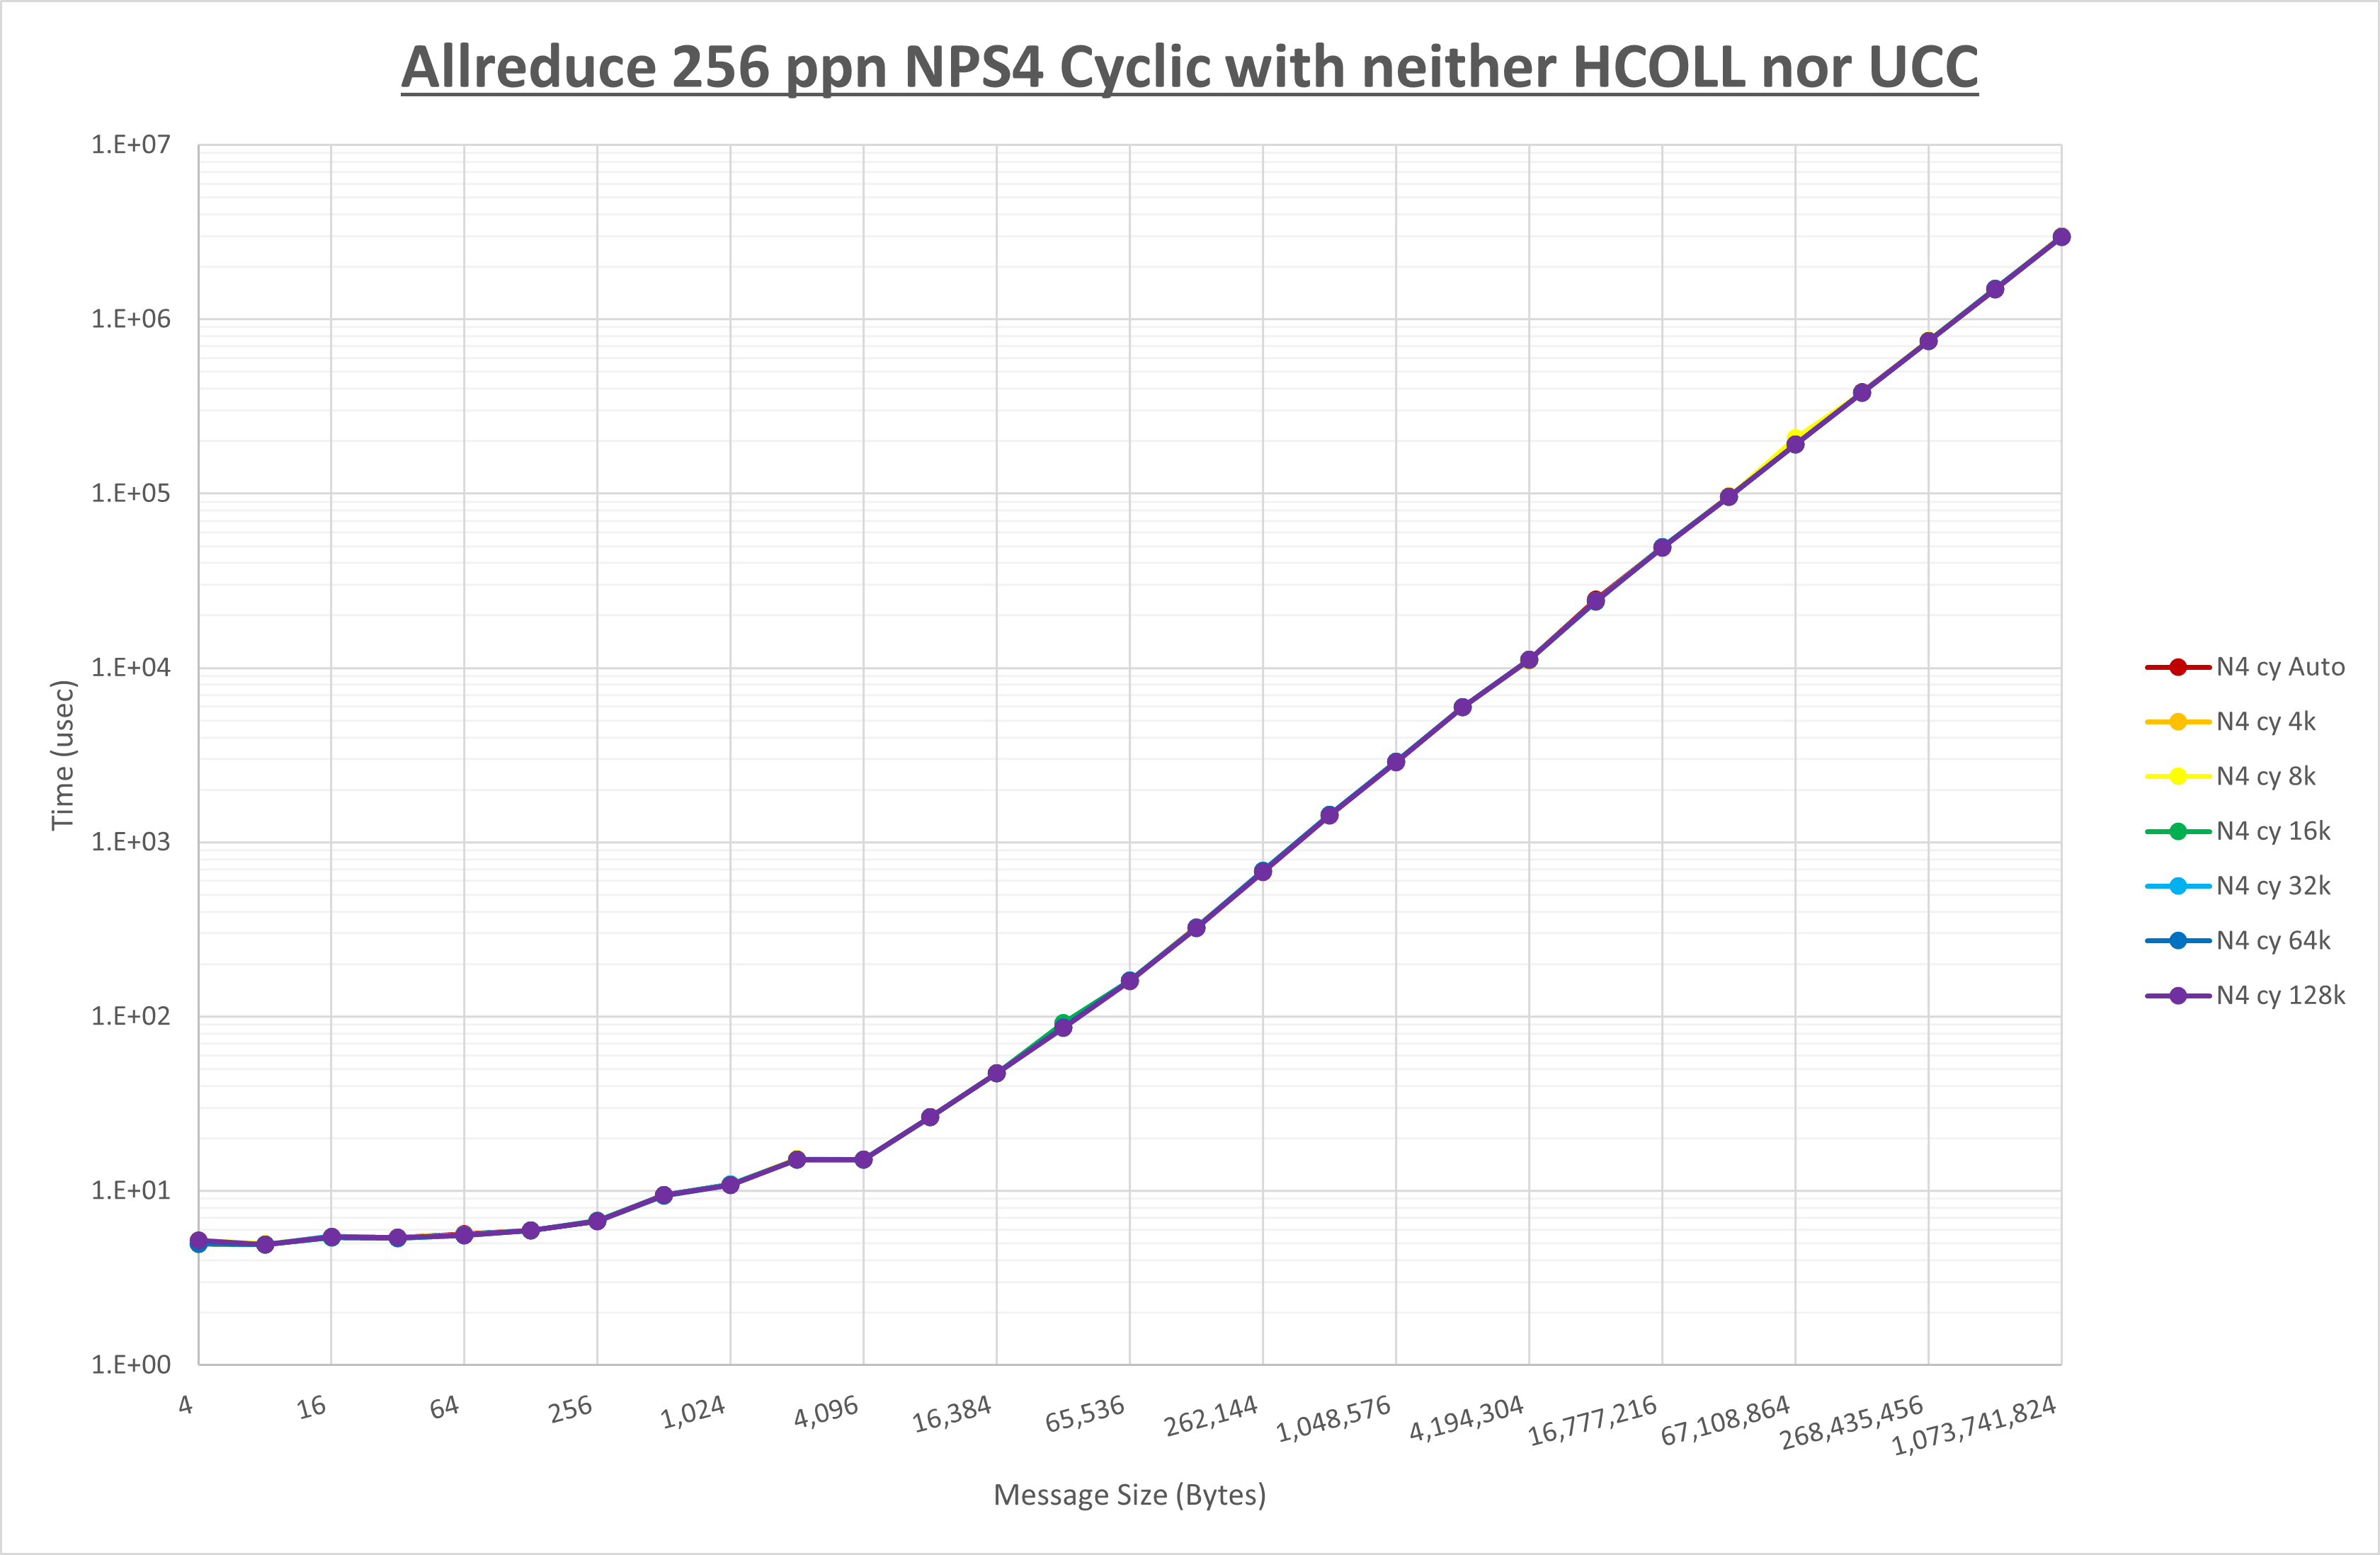 Allreduce 256 ppn NPS4 Cyclic with neither HCOLL nor UCC
1.E+07
1.E+06
1.E+05
1.E+04
1.E+03
1.E+02
1.E+01
1.E+00
Time (usec)
4
16
64
256
1,024
4,096
16,384
65,536
262,144
1,048,576
4,194,304
16,777,216
67,108,864
268,435,456
1,073,741,824
Message Size (Bytes)
N4 cy Auto
N4 cy 4k
N4 cy 8k
N4 cy 16k
N4 cy 32k
N4 cy 64k
N4 cy 128k